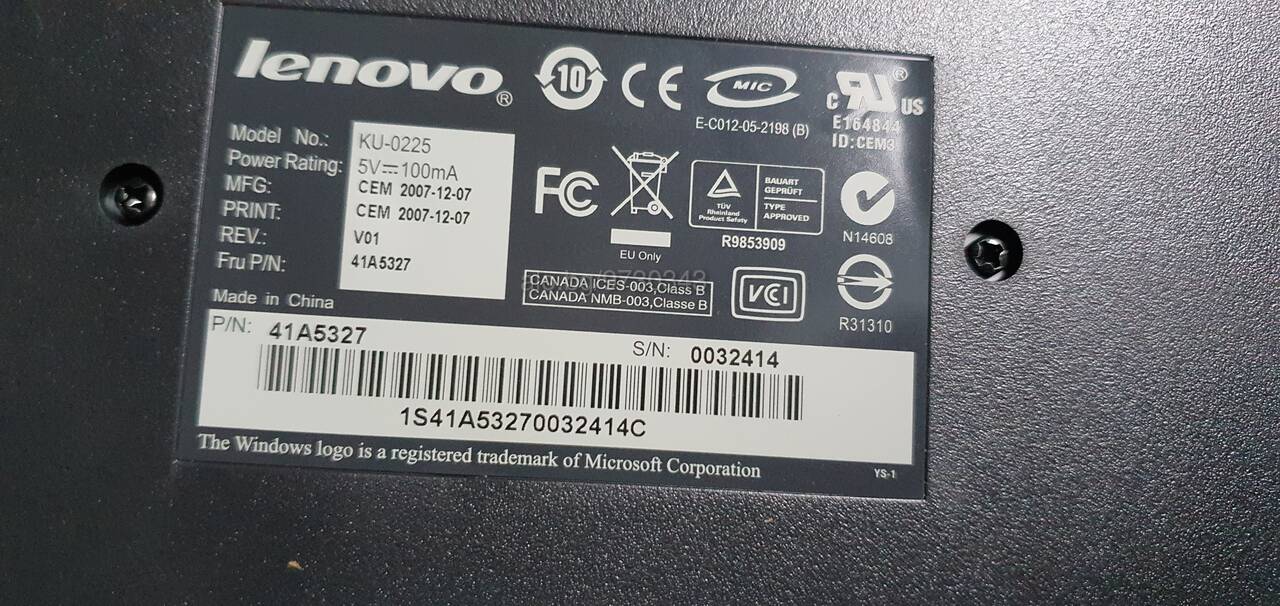 lenovo®
10
CE
MIC
E-C012-05-2198 (B)
C RU US ®
E164844
ID:CEM3
Model No.: KU-0225
Power Rating: 5V⎓100mA
MFG: CEM 2007-12-07
PRINT: CEM 2007-12-07
REV.: V01
Fru P/N: 41A5327
FC
EU Only
TÜV
Rheinland
Product Safety
BAUART
GEPRÜFT
TYPE
APPROVED
R9853909
N14608
CANADA ICES-003,Class B
CANADA NMB-003,Classe B
VCI
R31310
Made in China
P/N: 41A5327
S/N: 0032414
1S41A53270032414C
The Windows logo is a registered trademark of Microsoft Corporation
YS-1